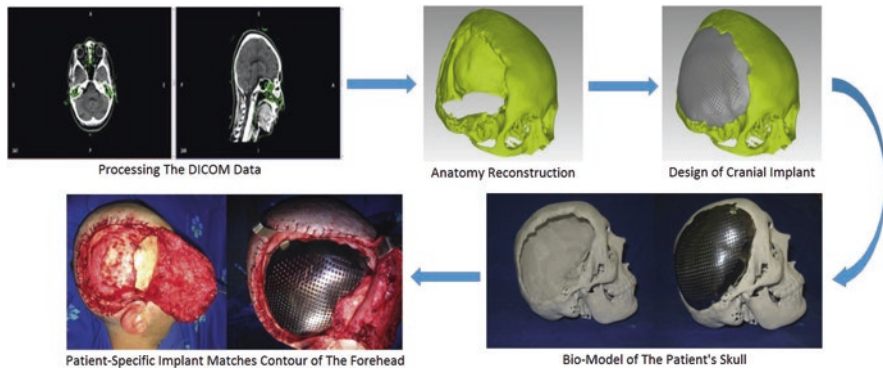 Processing The DICOM Data
Anatomy Reconstruction
Design of Cranial Implant
Patient-Specific Implant Matches Contour of The Forehead
Bio-Model of The Patient's Skull